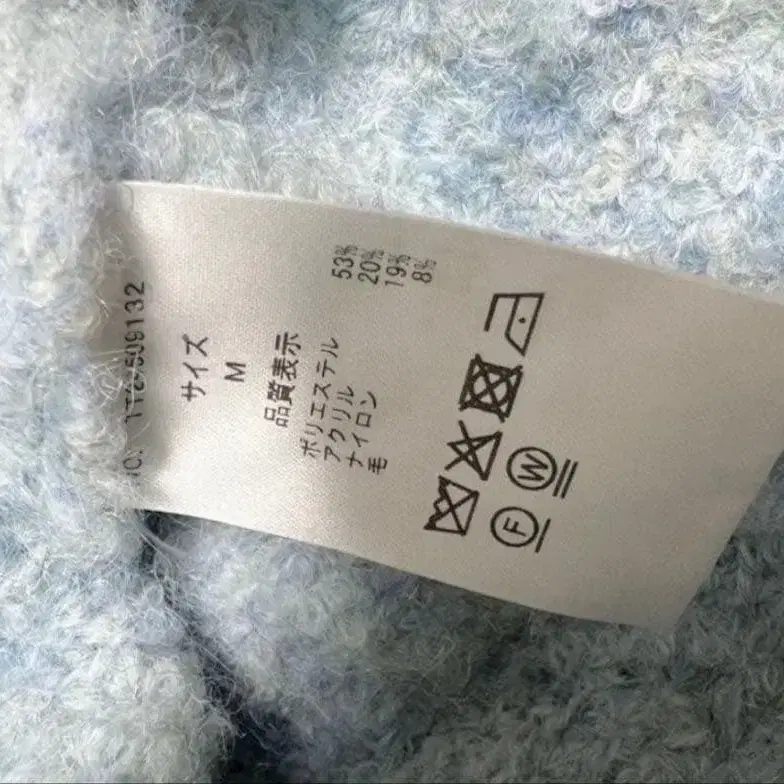 サイズ
M
品質表示
ポリエステル 53%
アクリル 20%
ナイロン 19%
毛 8%
W
F